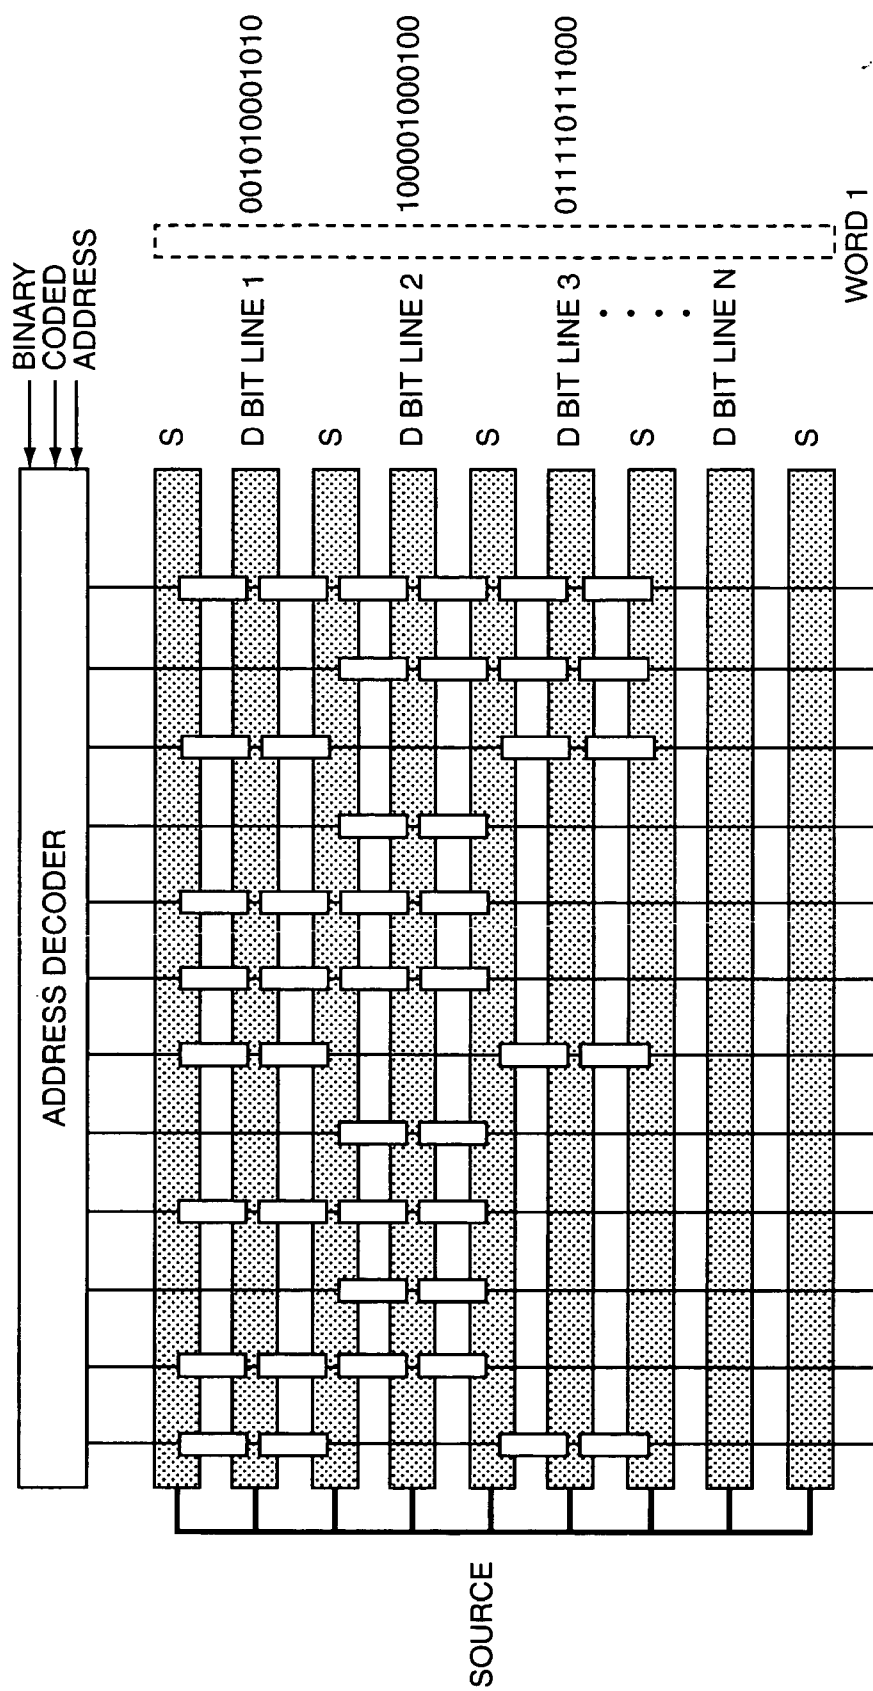 BINARY
CODED
ADDRESS
ADDRESS DECODER
S
D BIT LINE 1
001010001010
S
D BIT LINE 2
100001000100
S
D BIT LINE 3
011110111000
S
D BIT LINE N
S
WORD 1
SOURCE